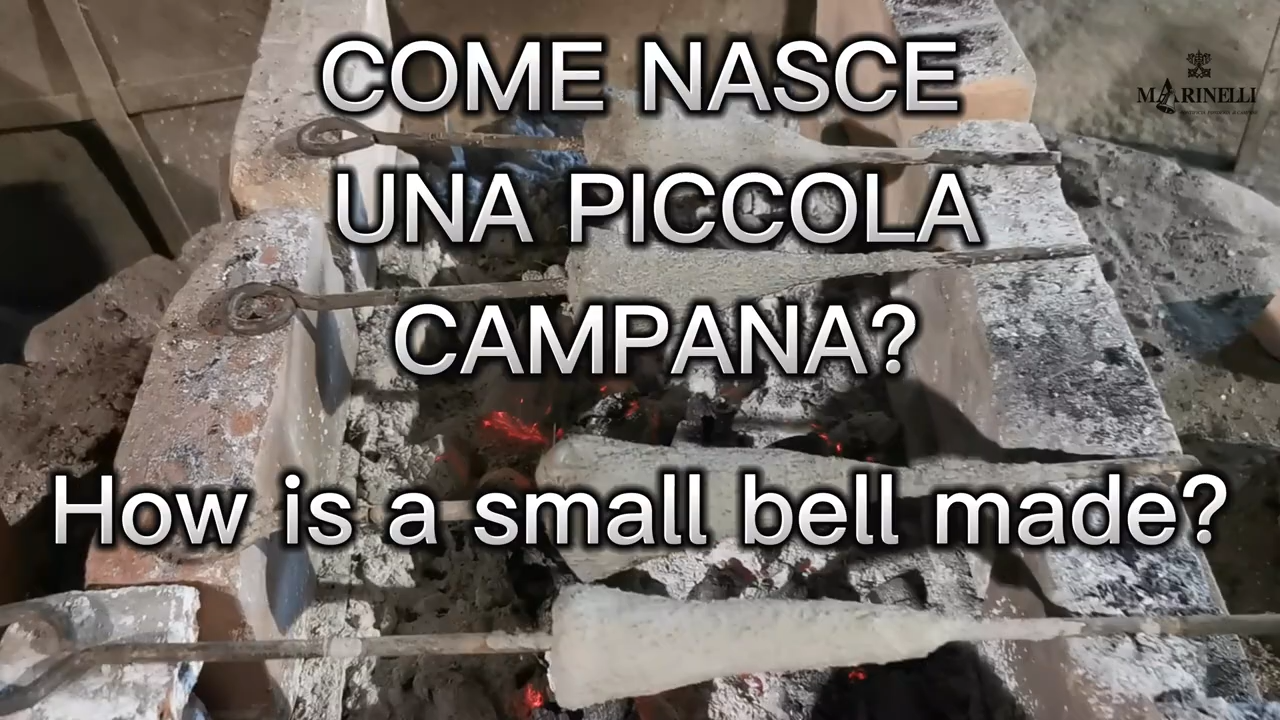 COME NASCE
UNA PICCOLA
CAMPANA?
How is a small bell made?
MARINELLI